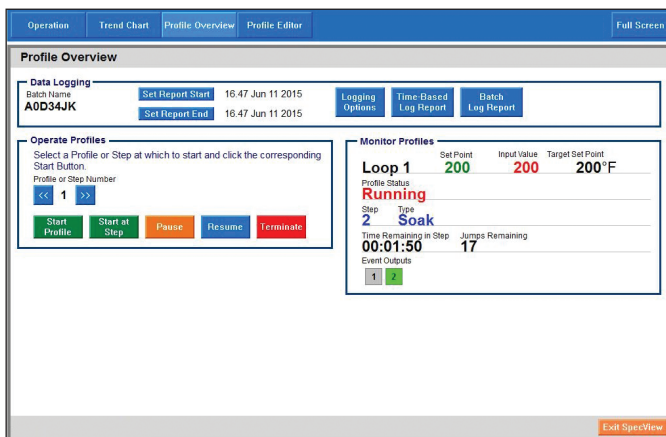 Operation Trend Chart Profile Overview Profile Editor Full Screen
Profile Overview
Data Logging
Batch Name
A0D34JK
Set Report Start 16.47 Jun 11 2015
Set Report End 16.47 Jun 11 2015
Logging Options
Time-Based Log Report
Batch Log Report
Operate Profiles
Select a Profile or Step at which to start and click the corresponding
Start Button.
Profile or Step Number
<< 1 >>
Start Profile
Start at Step
Pause
Resume
Terminate
Monitor Profiles
Set Point Input Value Target Set Point
Loop 1 200 200 200°F
Profile Status
Running
Step Type
2 Soak
Time Remaining in Step Jumps Remaining
00:01:50 17
Event Outputs
1 2
Exit SpecView